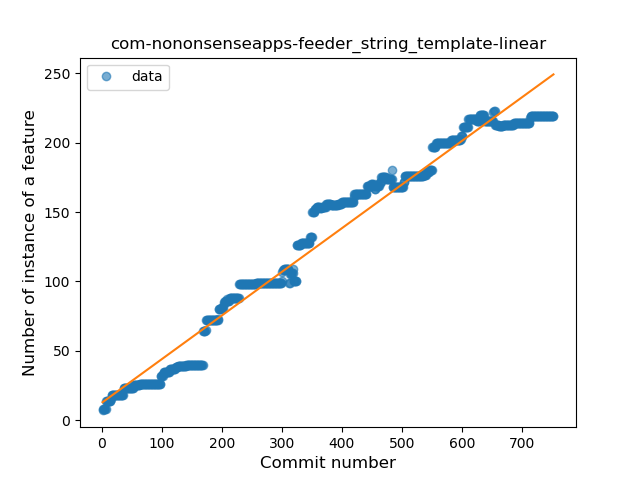 com-nononsenseapps-feeder_string_template-linear
data
Number of instance of a feature
250
200
150
100
50
0
0 100 200 300 400 500 600 700
Commit number